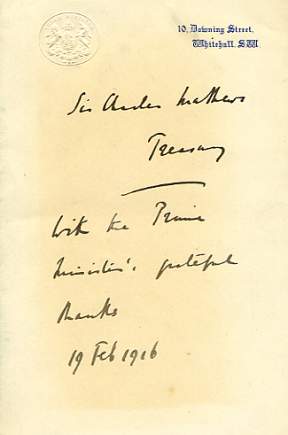 10, Downing Street,
Whitehall. S.W.
Sir Charles Mathews
Treasury
With the Prime
Minister's grateful
thanks
19 Feb 1916